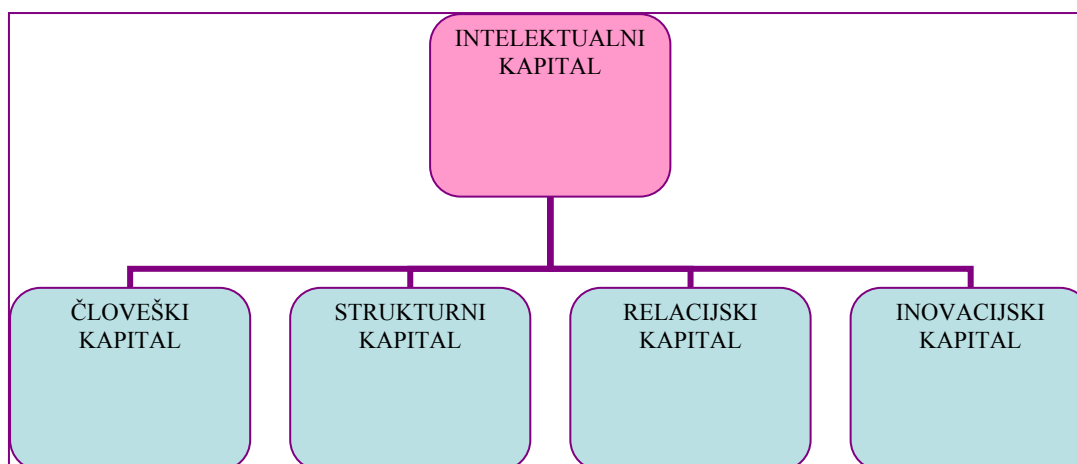 INTELEKTUALNI
KAPITAL
ČLOVEŠKI
KAPITAL
STRUKTURNI
KAPITAL
RELACIJSKI
KAPITAL
INOVACIJSKI
KAPITAL